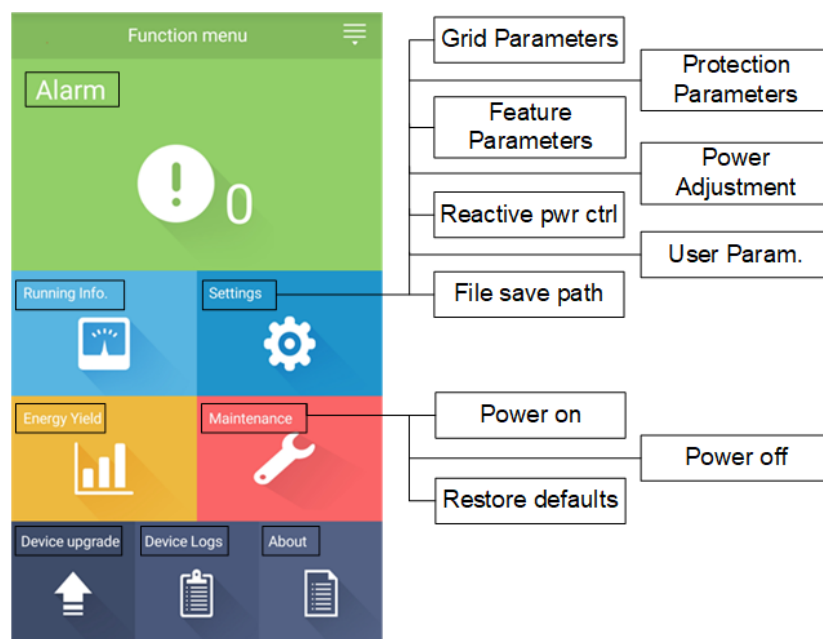 Function menu
Alarm
0
Running Info.
Settings
Energy Yield
Maintenance
Device upgrade
Device Logs
About
Grid Parameters
Protection
Parameters
Feature
Parameters
Power
Adjustment
Reactive pwr ctrl
User Param.
File save path
Power on
Power off
Restore defaults